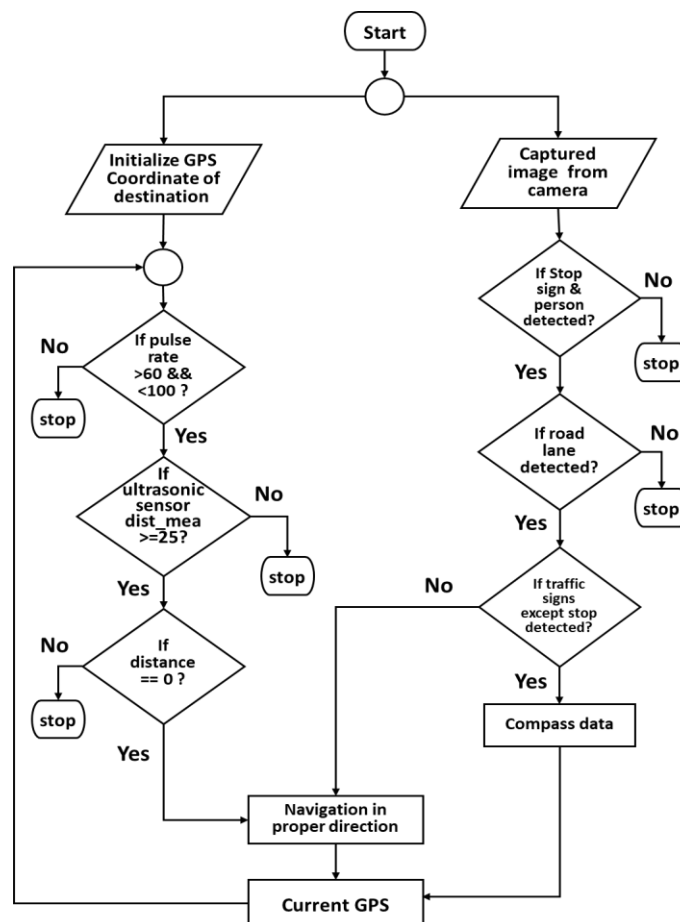 Start
Initialize GPS
Coordinate of
destination
Captured
image from
camera
If Stop
sign &
person
detected?
No
stop
Yes
If pulse
rate
>60 &&
<100 ?
No
stop
Yes
If road
lane
detected?
No
stop
Yes
If
ultrasonic
sensor
dist_mea
>=25?
No
stop
Yes
If traffic
signs
except stop
detected?
No
Yes
If
distance
== 0 ?
No
stop
Yes
Compass data
Navigation in
proper direction
Current GPS